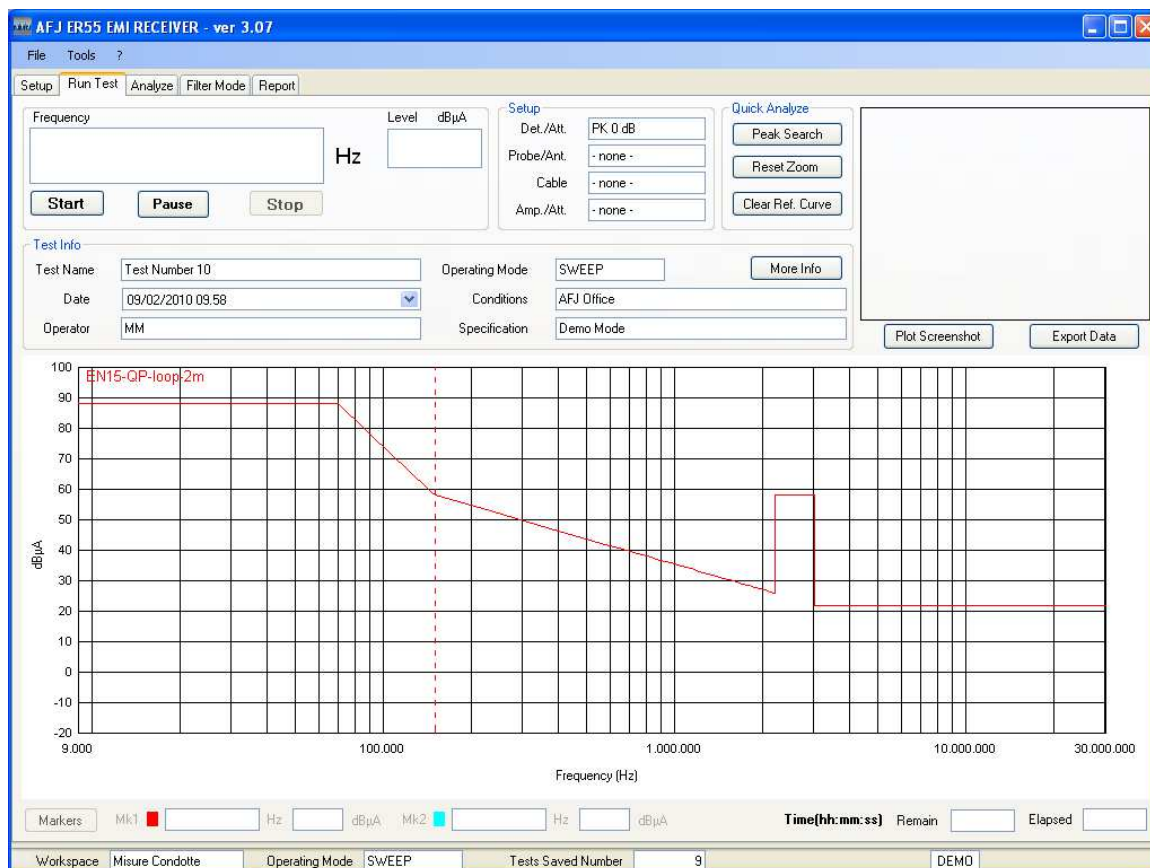 AFJ ER55 EMI RECEIVER - ver 3.07
File Tools ?
Setup Run Test Analyze Filter Mode Report
Frequency Level dBµA
Hz
Start Pause Stop
Setup
Det./Att. PK 0 dB
Probe/Ant. - none -
Cable - none -
Amp./Att. - none -
Quick Analyze
Peak Search
Reset Zoom
Clear Ref. Curve
Test Info
Test Name Test Number 10 Operating Mode SWEEP More Info
Date 09/02/2010 09.58 Conditions AFJ Office
Operator MM Specification Demo Mode
Plot Screenshot Export Data
EN15-QP-loop-2m
100
90
80
70
60
50
40
30
20
10
0
-10
-20
dBµA
9.000 100.000 1.000.000 10.000.000 30.000.000
Frequency (Hz)
Markers Mk1 Hz dBµA Mk2 Hz dBµA Time(hh:mm:ss) Remain Elapsed
Workspace Misure Condotte Operating Mode SWEEP Tests Saved Number 9 DEMO